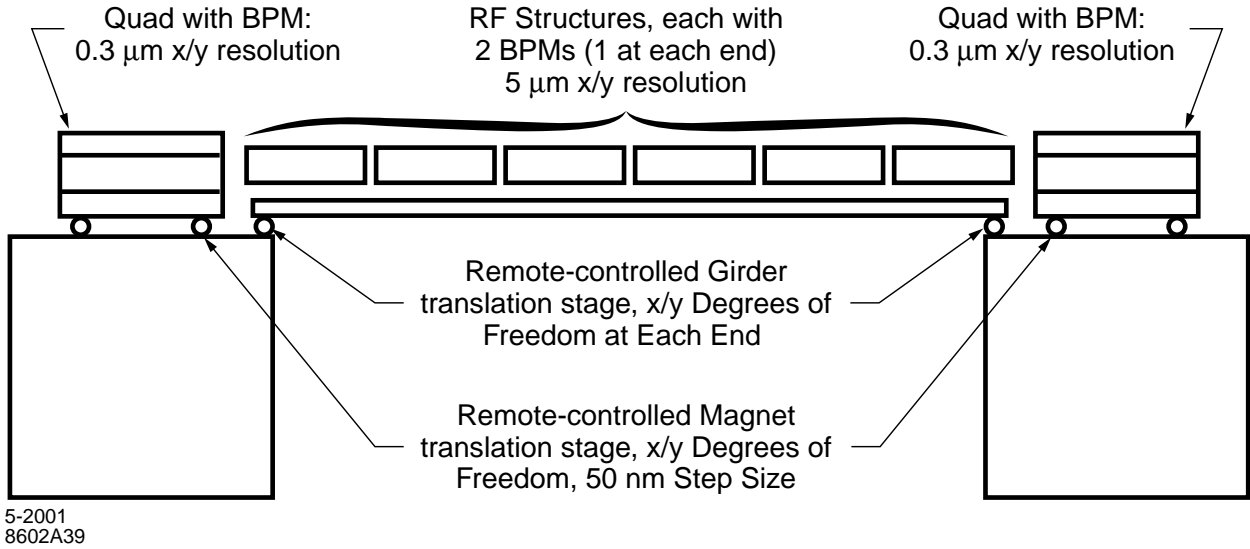 Quad with BPM:
0.3 μm x/y resolution
RF Structures, each with
2 BPMs (1 at each end)
5 μm x/y resolution
Quad with BPM:
0.3 μm x/y resolution
Remote-controlled Girder
translation stage, x/y Degrees of
Freedom at Each End
Remote-controlled Magnet
translation stage, x/y Degrees of
Freedom, 50 nm Step Size
5-2001
8602A39